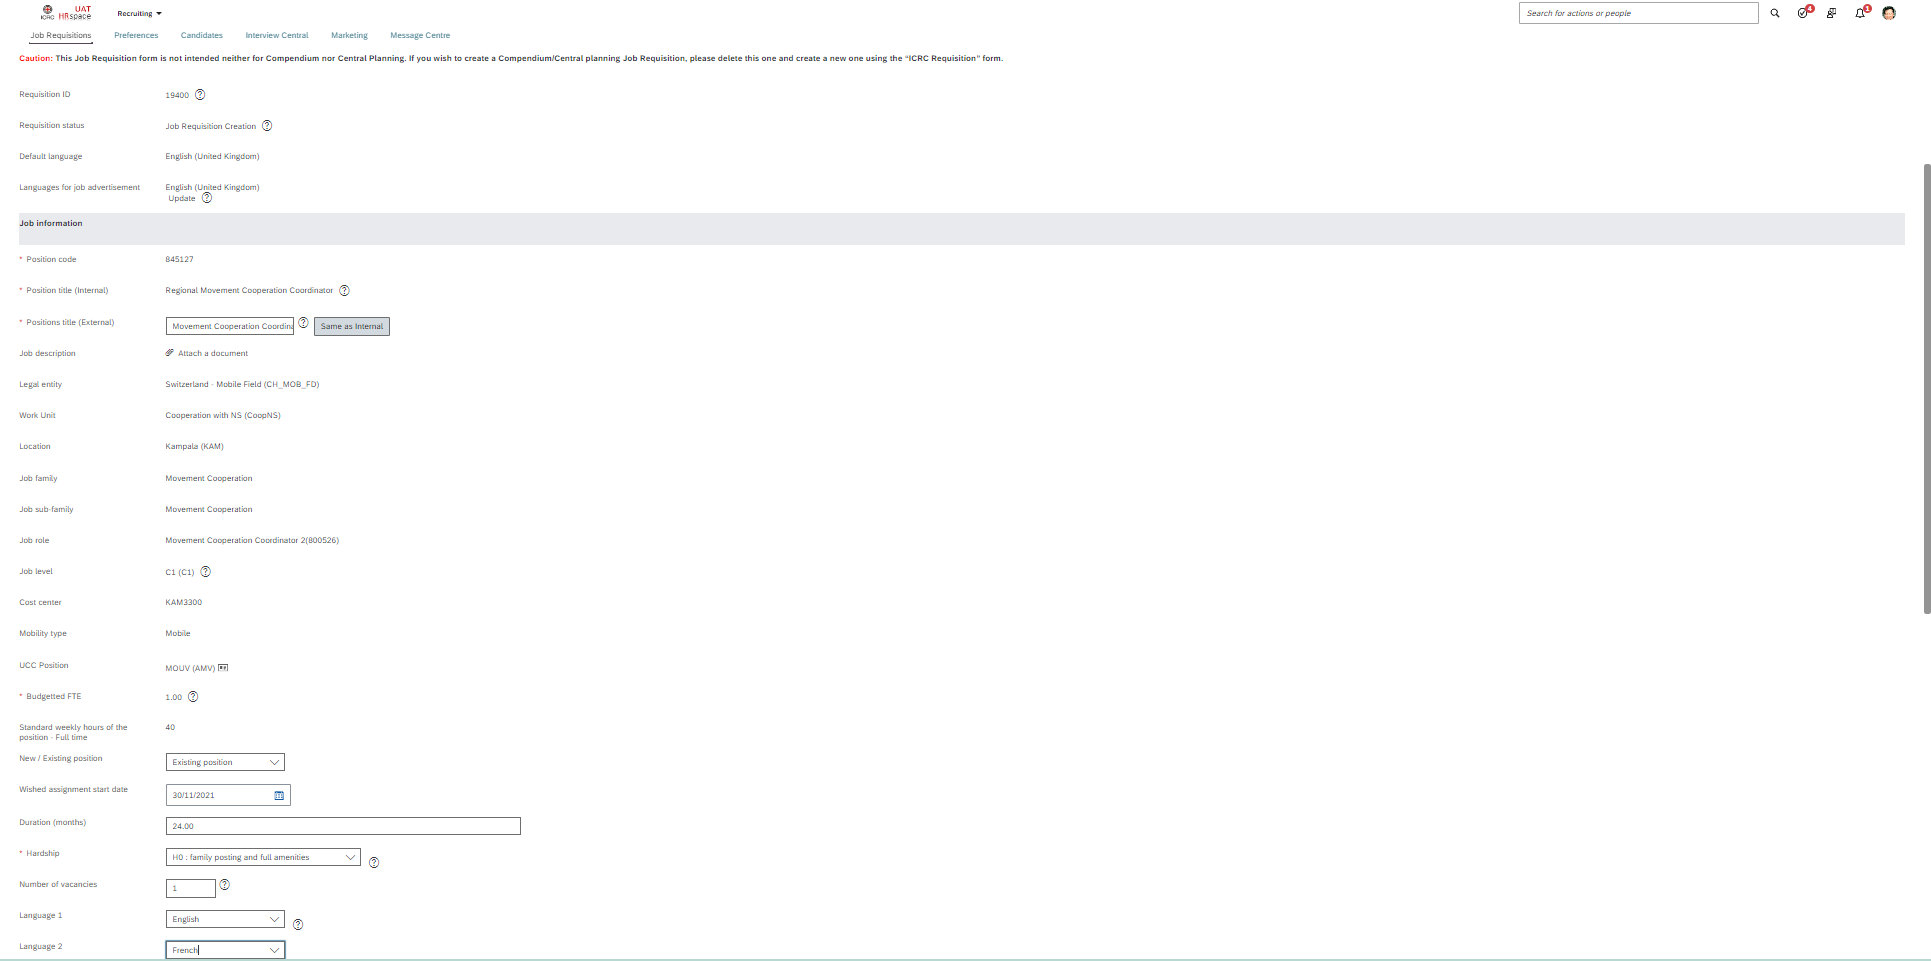 ICRC
UAT
HRspace
Recruiting
Search for actions or people
4
1
Job Requisitions
Preferences
Candidates
Interview Central
Marketing
Message Centre
Caution: This Job Requisition form is not intended neither for Compendium nor Central Planning. If you wish to create a Compendium/Central planning Job Requisition, please delete this one and create a new one using the "ICRC Requisition" form.
Requisition ID 19400
Requisition status Job Requisition Creation
Default language English (United Kingdom)
Languages for job advertisement English (United Kingdom)
Update
Job information
* Position code 845127
* Position title (Internal) Regional Movement Cooperation Coordinator
* Positions title (External) Movement Cooperation Coordina Same as Internal
Job description Attach a document
Legal entity Switzerland - Mobile Field (CH_MOB_FD)
Work Unit Cooperation with NS (CoopNS)
Location Kampala (KAM)
Job family Movement Cooperation
Job sub-family Movement Cooperation
Job role Movement Cooperation Coordinator 2(800526)
Job level C1 (C1)
Cost center KAM3300
Mobility type Mobile
UCC Position MOUV (AMV)
* Budgetted FTE 1.00
Standard weekly hours of the 40
position - Full time
New / Existing position Existing position
Wished assignment start date 30/11/2021
Duration (months) 24.00
* Hardship H0 : family posting and full amenities
Number of vacancies 1
Language 1 English
Language 2 French